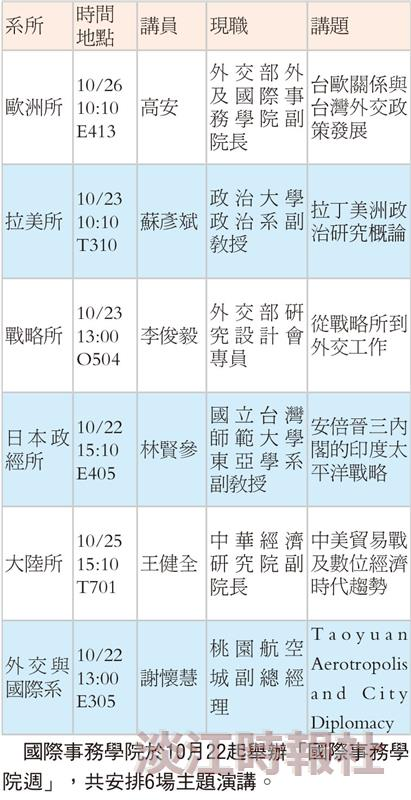 系所 時間地點 講員 現職 講題
歐洲所
10/26
10:10
E413
高安
外交部外
及國際事
務學院副
院長
台歐關係與
台灣外交政
策發展
拉美所
10/23
10:10
T310
蘇彥斌
政治大學
政治系副
教授
拉丁美洲政
治研究概論
戰略所
10/23
13:00
O504
李俊毅
外交部研
究設計會
專員
從戰略所到
外交工作
日本政
經所
10/22
15:10
E405
林賢參
國立台灣
師範大學
東亞學系
副教授
安倍晉三內
閣的印度太
平洋戰略
大陸所
10/25
15:10
T701
王健全
中華經濟
研究院副
院長
中美貿易戰
及數位經濟
時代趨勢
外交與
國際系
10/22
13:00
E305
謝懷慧
桃園航空
城副總經
理
Taoyuan
Aerotropolis
and City
Diplomacy
國際事務學院於10月22起舉辦「國際事務學
院週」，共安排6場主題演講。
淡江時報社